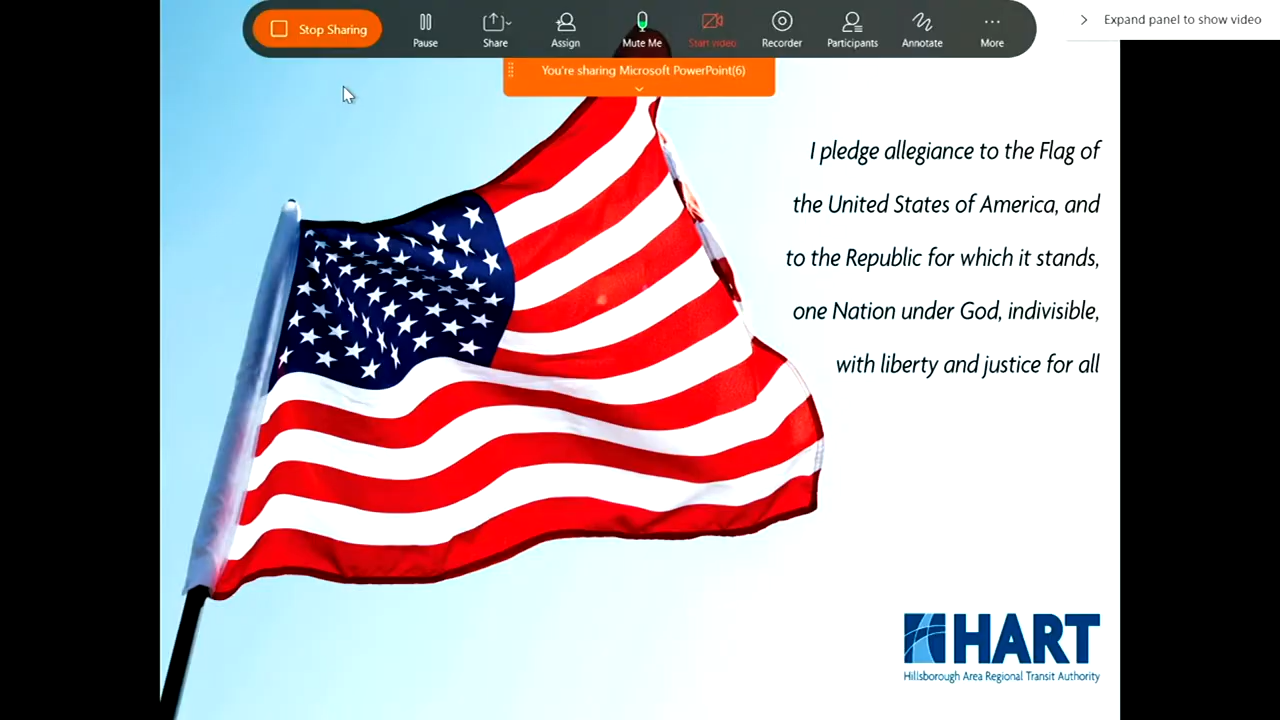 Stop Sharing
Pause
Share
Assign
Mute Me
Start video
Recorder
Participants
Annotate
More
Expand panel to show video
You're sharing Microsoft PowerPoint(6)
I pledge allegiance to the Flag of
the United States of America, and
to the Republic for which it stands,
one Nation under God, indivisible,
with liberty and justice for all
HART
Hillsborough Area Regional Transit Authority